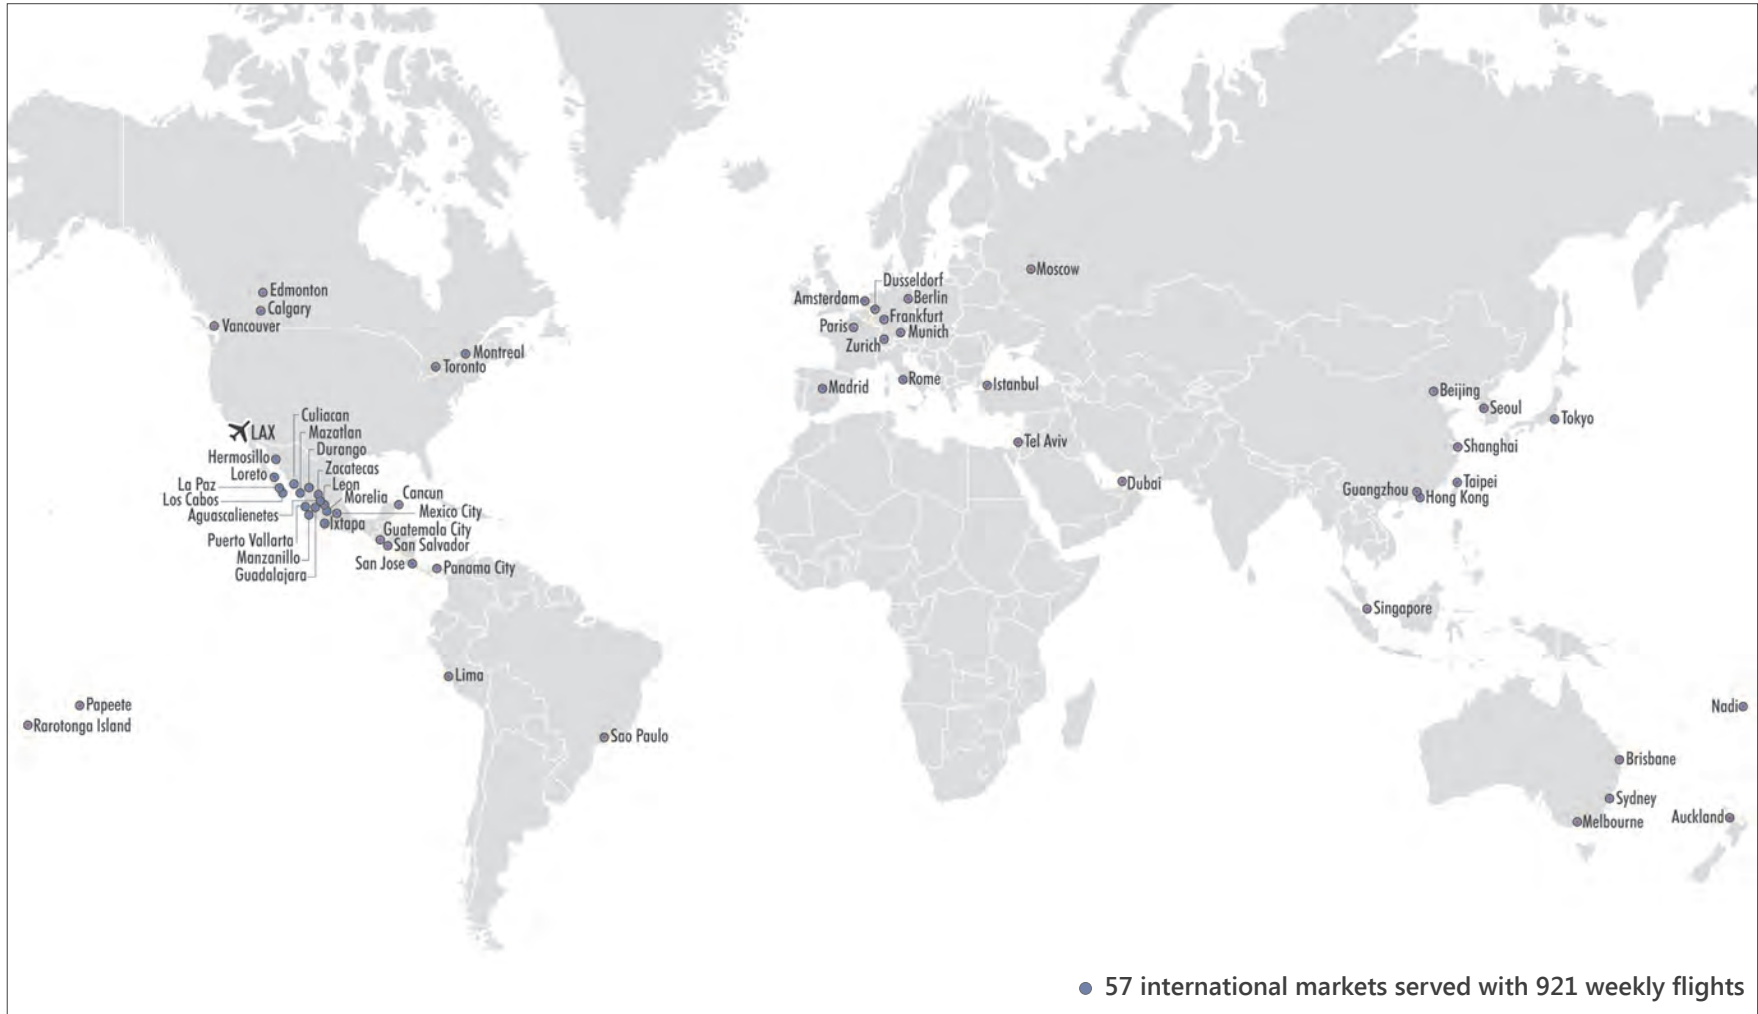 Edmonton
Calgary
Vancouver
Montreal
Toronto
LAX
Culiacan
Mazatlan
Durango
Zacatecas
Leon
Morelia
Mexico City
Cancun
Hermosillo
Loreto
La Paz
Los Cabos
Aguascalienetes
Ixtapa
Puerto Vallarta
Manzanillo
Guadalajara
Guatemala City
San Salvador
San Jose
Panama City
Lima
Sao Paulo
Papeete
Rarotonga Island
Dusseldorf
Amsterdam
Berlin
Frankfurt
Paris
Munich
Zurich
Madrid
Rome
Istanbul
Moscow
Tel Aviv
Dubai
Beijing
Seoul
Tokyo
Shanghai
Taipei
Guangzhou
Hong Kong
Singapore
Nadi
Brisbane
Sydney
Melbourne
Auckland
57 international markets served with 921 weekly flights